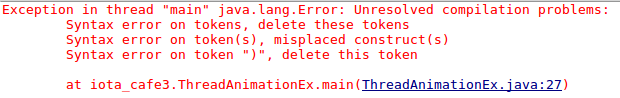 Exception in thread "main" java.lang.Error: Unresolved compilation problems:
Syntax error on tokens, delete these tokens
Syntax error on token(s), misplaced construct(s)
Syntax error on token ")", delete this token
at iota_cafe3.ThreadAnimationEx.main(ThreadAnimationEx.java:27)